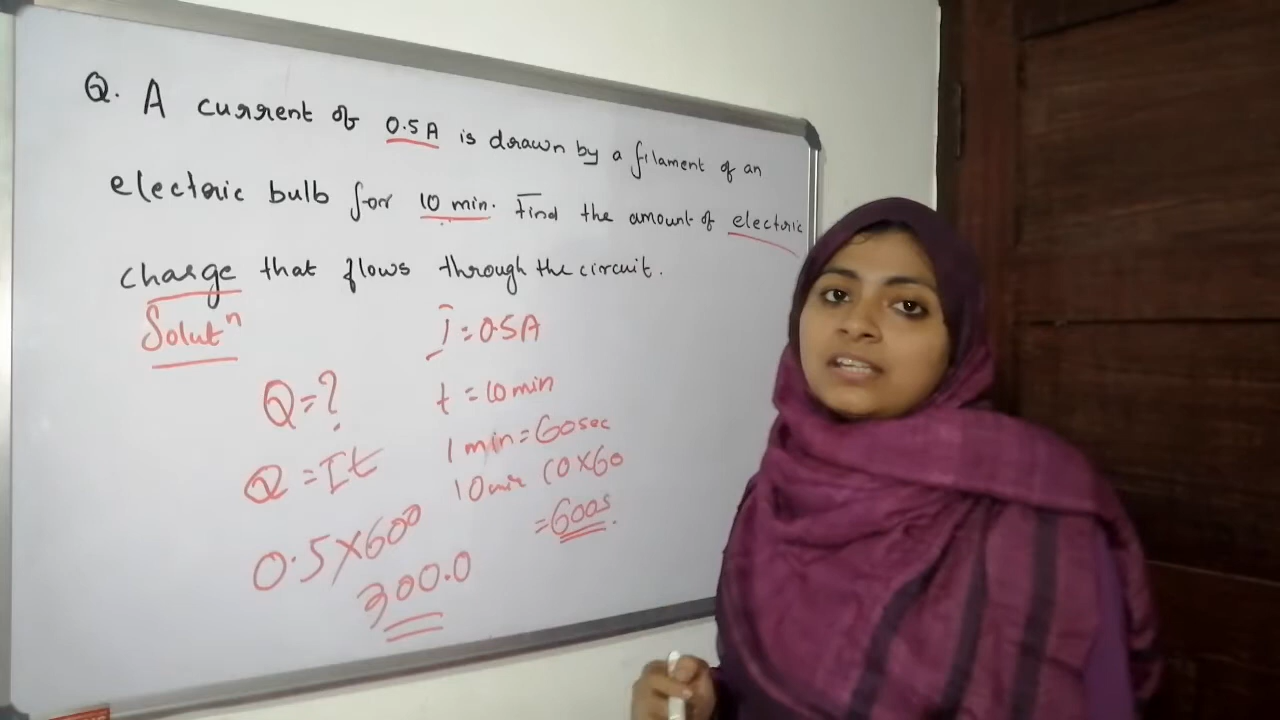 Q. A current of 0.5A is drawn by a filament of an
electric bulb for 10 min. Find the amount of electric
charge that flows through the circuit.
Solutⁿ
I = 0.5A
Q = ?
t = 10 min
1 min = 60 sec
Q = It
10 min 10 × 60
= 600s
0.5 × 600
300.0